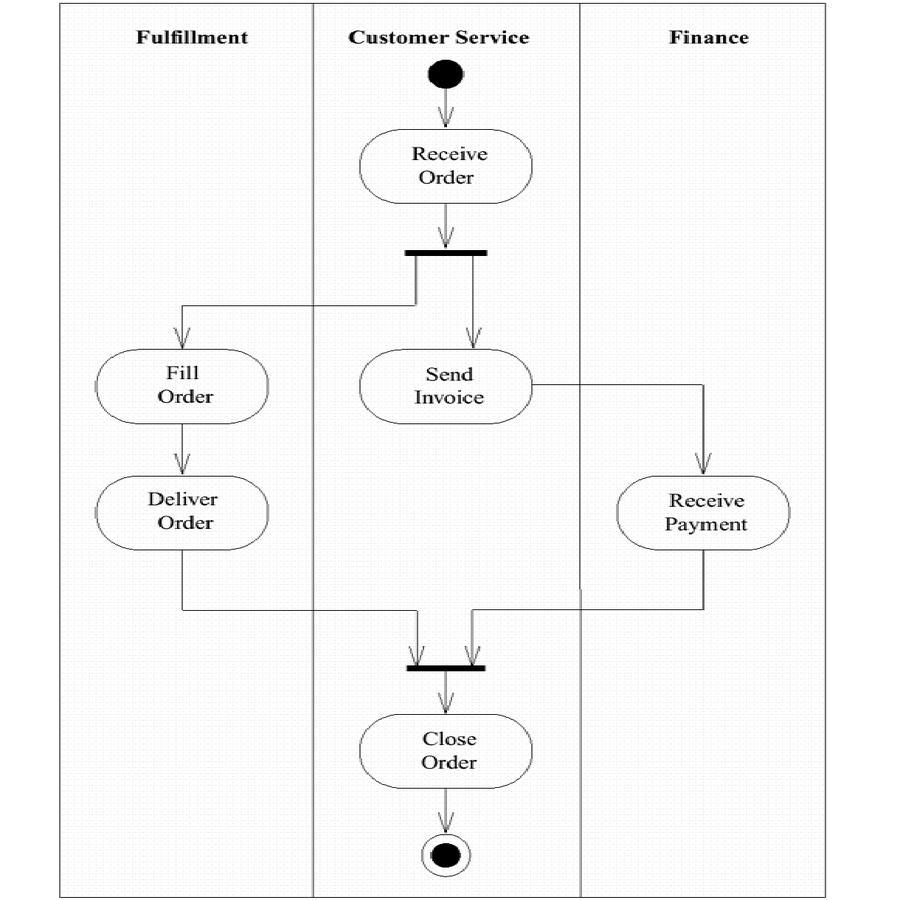 Fulfillment
Customer Service
Finance
Receive
Order
Fill
Order
Send
Invoice
Deliver
Order
Receive
Payment
Close
Order